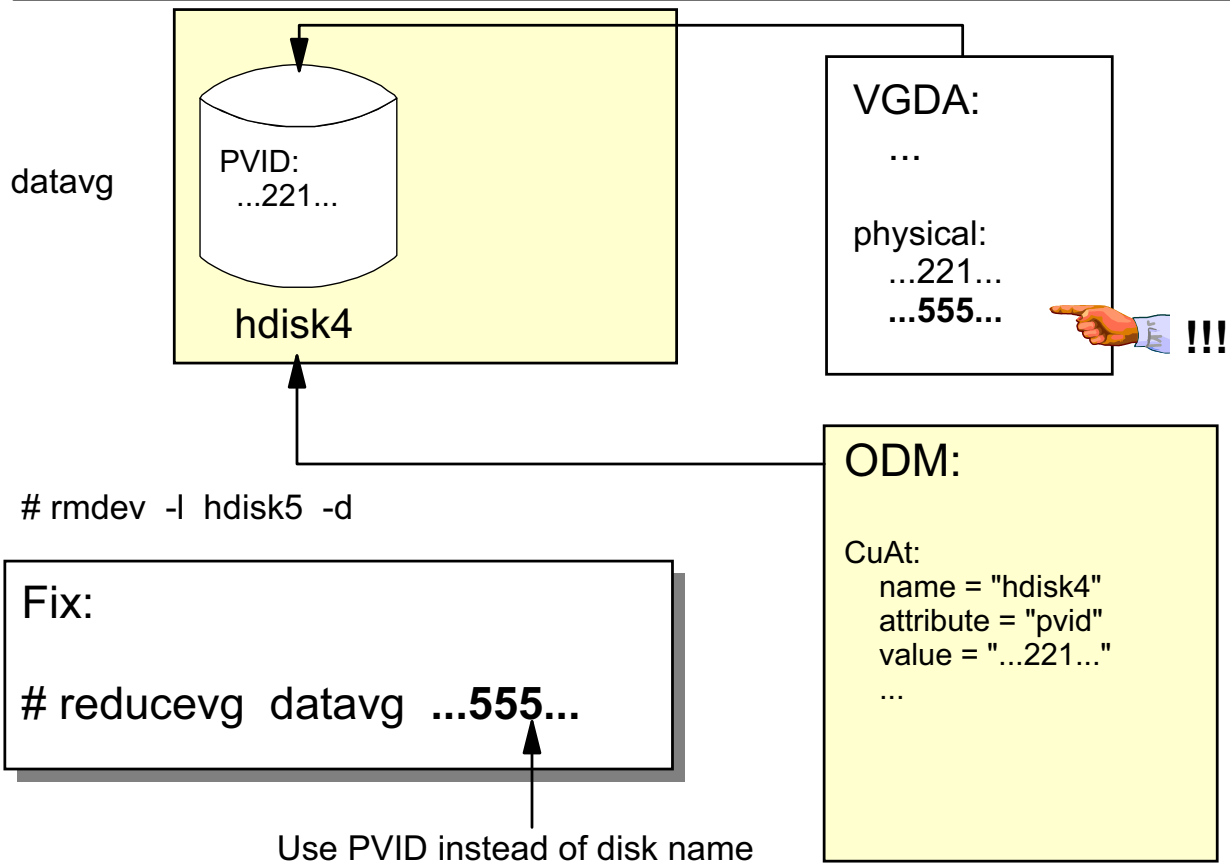 datavg
PVID:
...221...
hdisk4
VGDA:
...
physical:
...221...
...555...
!!!
# rmdev -l hdisk5 -d
Fix:
# reducevg datavg ...555...
Use PVID instead of disk name
ODM:
CuAt:
name = "hdisk4"
attribute = "pvid"
value = "...221..."
...